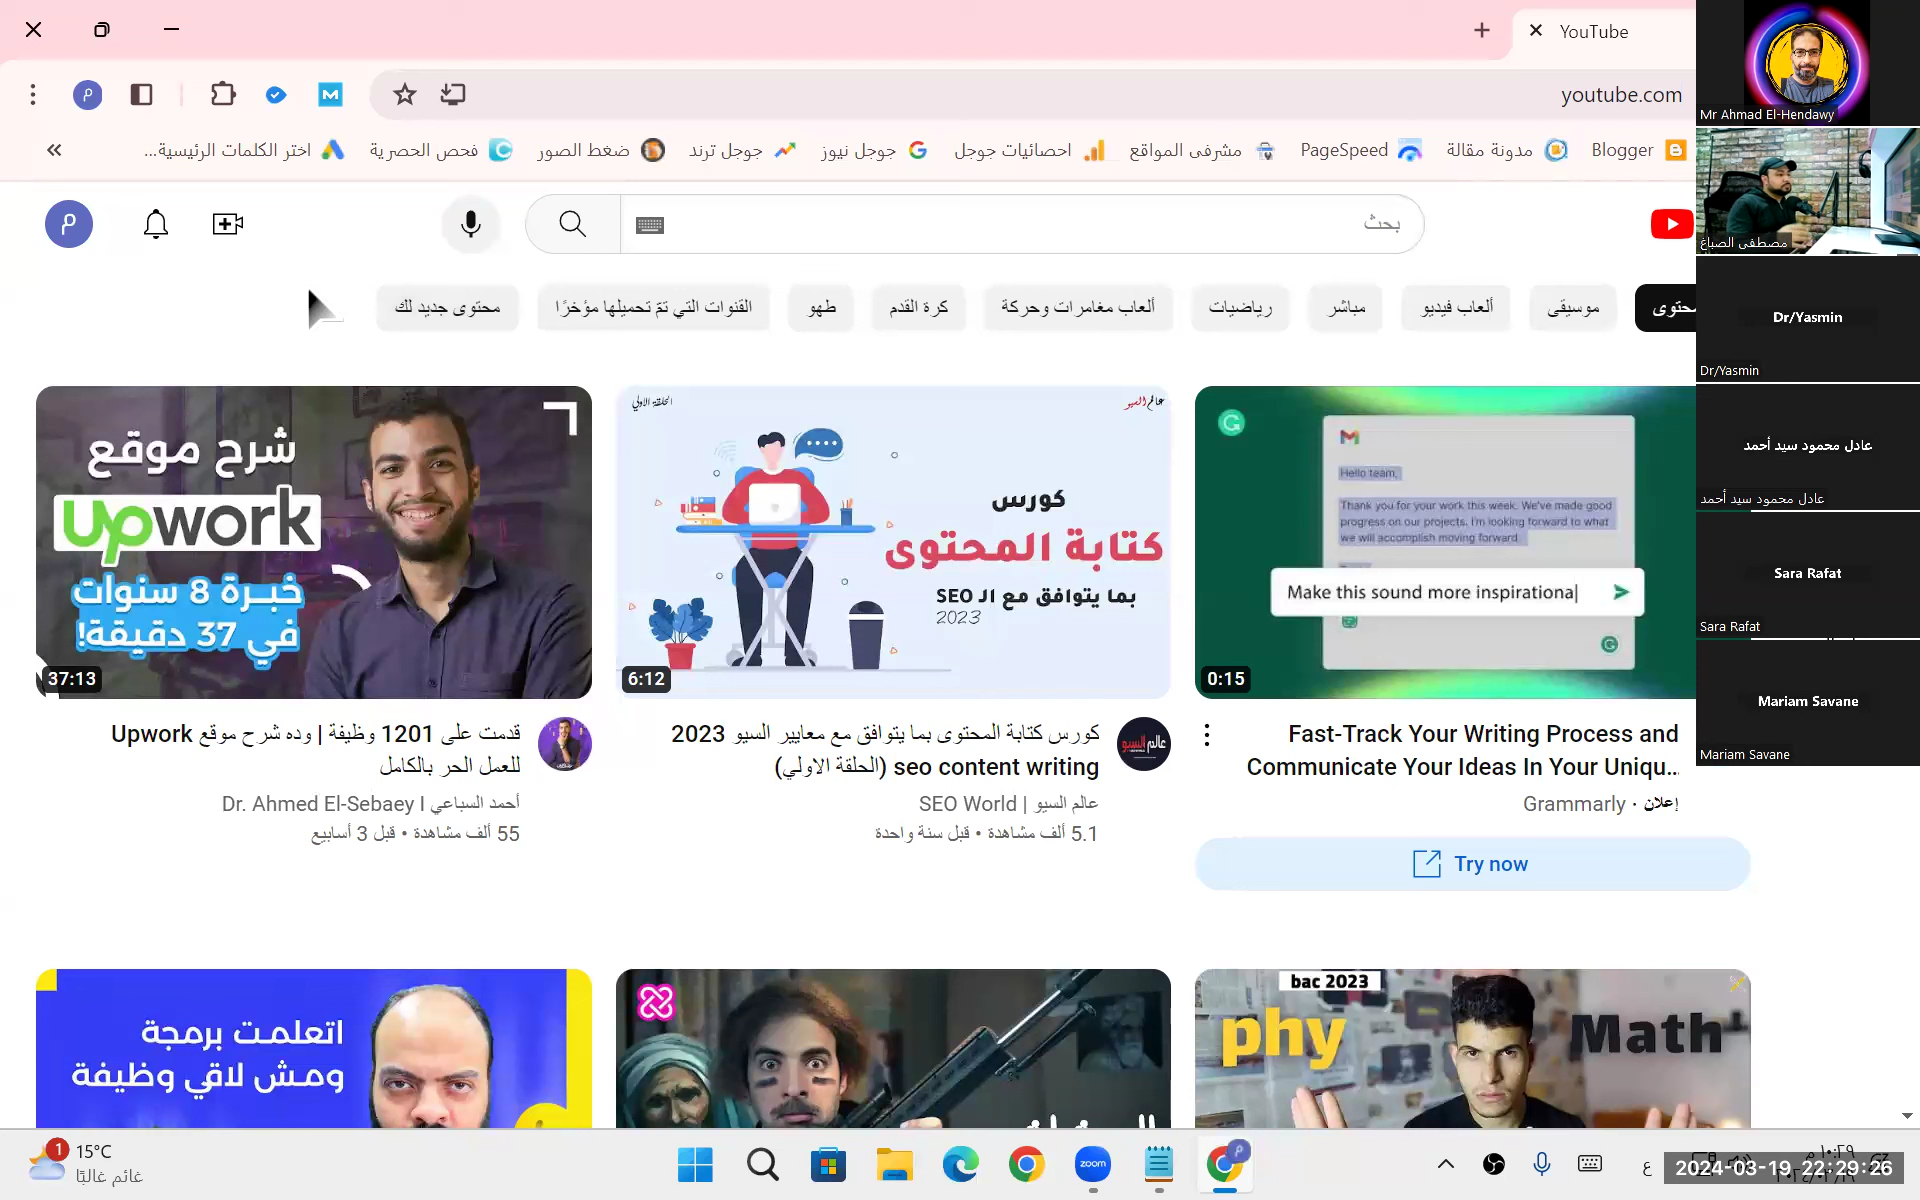 YouTube
youtube.com
Blogger
مدونة مقالة
PageSpeed
مشرفى المواقع
احصائيات جوجل
جوجل نيوز
جوجل ترند
ضغط الصور
فحص الحصرية
اختر الكلمات الرئيسية...
بحث
موسيقى
ألعاب فيديو
مباشر
رياضيات
ألعاب مغامرات وحركة
كرة القدم
طهو
القنوات التي تمّ تحميلها مؤخرًا
محتوى جديد لك
Hello team,
Thank you for your work this week. We've made good
progress on our projects. I'm looking forward to what
we will accomplish moving forward.
Make this sound more inspirational
0:15
Fast-Track Your Writing Process and
Communicate Your Ideas In Your Uniqu...
إعلان • Grammarly
Try now
عالم السيو
الحلقة الاولي
كورس
كتابة المحتوى
بما يتوافق مع الـ SEO
2023
6:12
عالم السيو
كورس كتابة المحتوى بما يتوافق مع معايير السيو 2023
seo content writing (الحلقة الاولي)
عالم السيو | SEO World
5.1 ألف مشاهدة • قبل سنة واحدة
شرح موقع
upwork
خبرة 8 سنوات
في 37 دقيقة!
37:13
قدمت على 1201 وظيفة | وده شرح موقع Upwork
للعمل الحر بالكامل
أحمد السباعي Dr. Ahmed El-Sebaey I
55 ألف مشاهدة • قبل 3 أسابيع
bac 2023
phy
Math
اتعلمت برمجة
ومش لاقي وظيفة
Mr Ahmad El-Hendawy
مصطفى الصباغ
Dr/Yasmin
Dr/Yasmin
عادل محمود سيد أحمد
عادل محمود سيد أحمد
Sara Rafat
Sara Rafat
Mariam Savane
Mariam Savane
1
15°C
غائم غالبًا
zoom
ع
2024-03-19 22:29:26